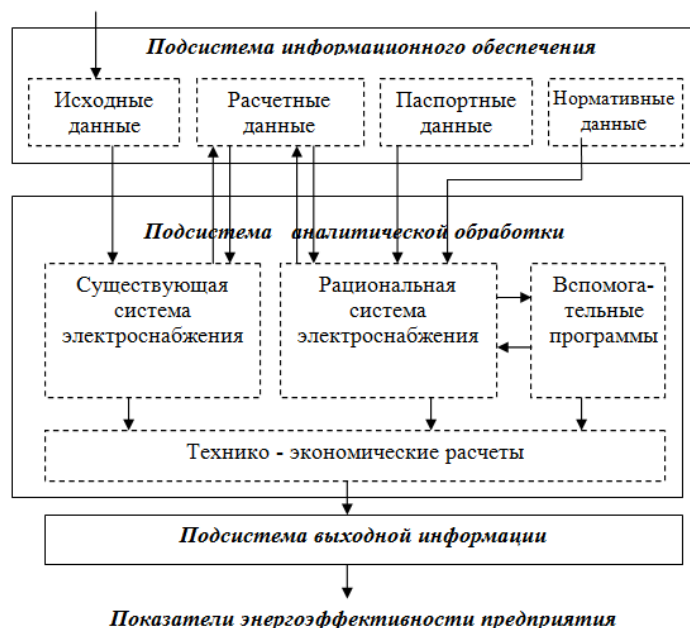 Подсистема информационного обеспечения
Исходные
данные
Расчетные
данные
Паспортные
данные
Нормативные
данные
Подсистема аналитической обработки
Существующая
система
электроснабжения
Рациональная
система
электроснабжения
Вспомога-
тельные
программы
Технико - экономические расчеты
Подсистема выходной информации
Показатели энергоэффективности предприятия